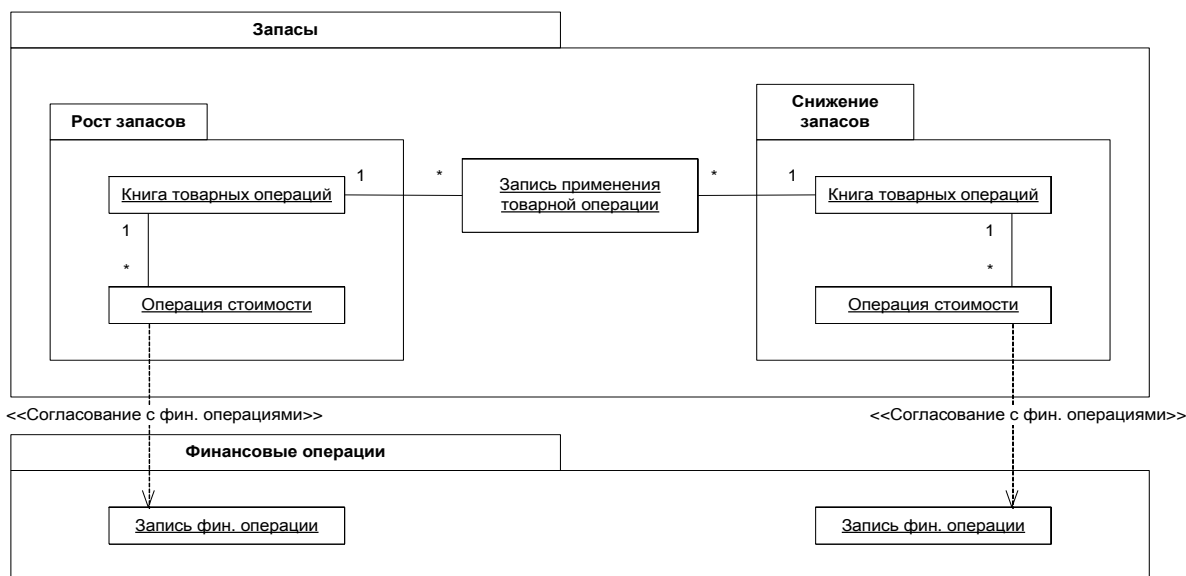 Запасы
Снижение
запасов
Рост запасов
1
*
Запись применения
товарной операции
*
1
Книга товарных операций
Книга товарных операций
1
1
*
*
Операция стоимости
Операция стоимости
<<Согласование с фин. операциями>>
<<Согласование с фин. операциями>>
Финансовые операции
Запись фин. операции
Запись фин. операции